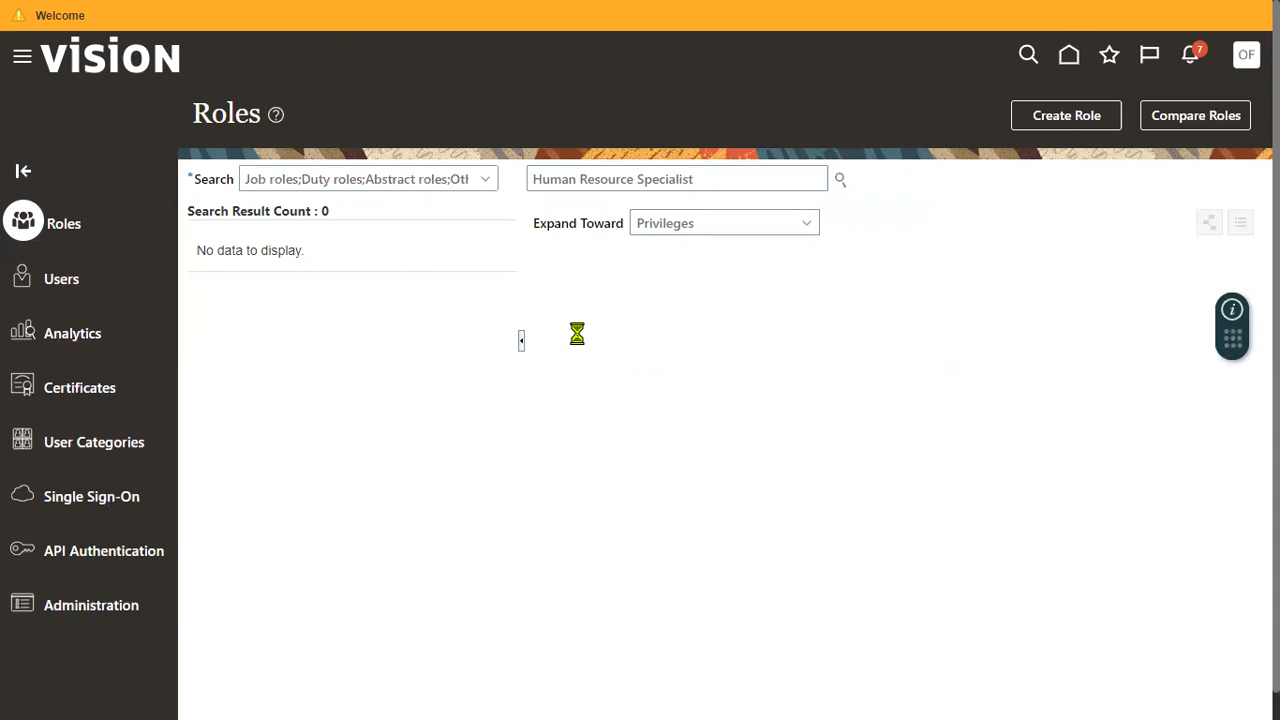 Welcome
VISION
7
OF
Roles
Create Role
Compare Roles
*Search
Job roles;Duty roles;Abstract roles;Otl
Human Resource Specialist
Search Result Count : 0
Expand Toward
Privileges
No data to display.
Roles
Users
Analytics
Certificates
User Categories
Single Sign-On
API Authentication
Administration